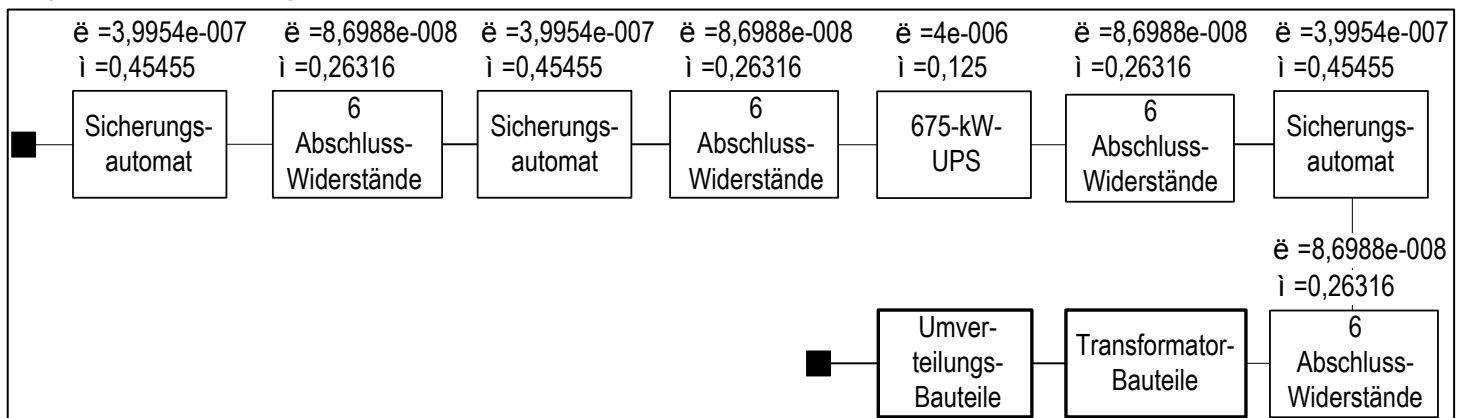 ë =3,9954e-007
ì =0,45455
Sicherungs-
automat
ë =8,6988e-008
ì =0,26316
6
Abschluss-
Widerstände
ë =3,9954e-007
ì =0,45455
Sicherungs-
automat
ë =8,6988e-008
ì =0,26316
6
Abschluss-
Widerstände
ë =4e-006
ì =0,125
675-kW-
UPS
ë =8,6988e-008
ì =0,26316
6
Abschluss-
Widerstände
ë =3,9954e-007
ì =0,45455
Sicherungs-
automat
ë =8,6988e-008
ì =0,26316
6
Abschluss-
Widerstände
Transformator-
Bauteile
Umver-
teilungs-
Bauteile